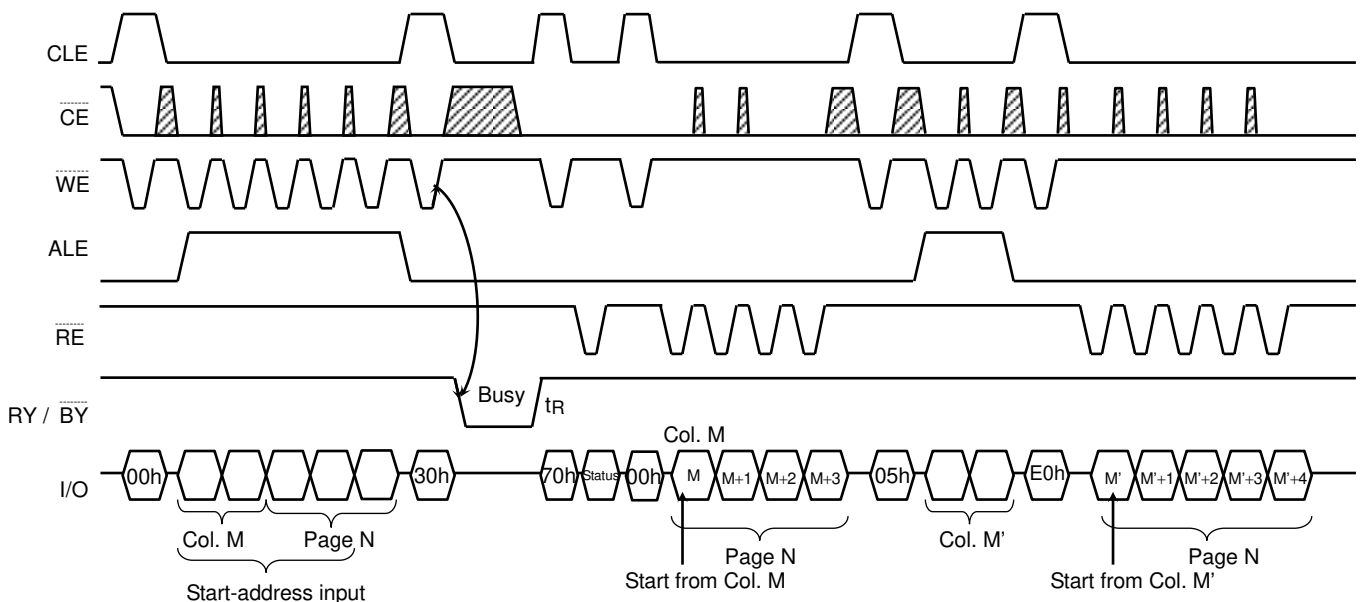 CLE
CE
WE
ALE
RE
RY / BY
Busy
tR
Col. M
I/O
00h
30h
70h
Status
00h
M
M+1
M+2
M+3
05h
E0h
M'
M'+1
M'+2
M'+3
M'+4
Col. M
Page N
Start-address input
Page N
Start from Col. M
Col. M'
Page N
Start from Col. M'